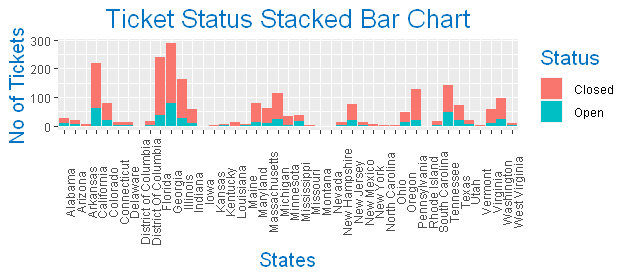 Ticket Status Stacked Bar Chart
No of Tickets
300
200
100
0
Alabama
Arizona
Arkansas
California
Colorado
Connecticut
Delaware
District of Columbia
District Of Columbia
Florida
Georgia
Illinois
Indiana
Iowa
Kansas
Kentucky
Louisiana
Maine
Maryland
Massachusetts
Michigan
Minnesota
Mississippi
Missouri
Montana
Nevada
New Hampshire
New Jersey
New Mexico
New York
North Carolina
Ohio
Oregon
Pennsylvania
Rhode Island
South Carolina
Tennessee
Texas
Utah
Vermont
Virginia
Washington
West Virginia
States
Status
Closed
Open